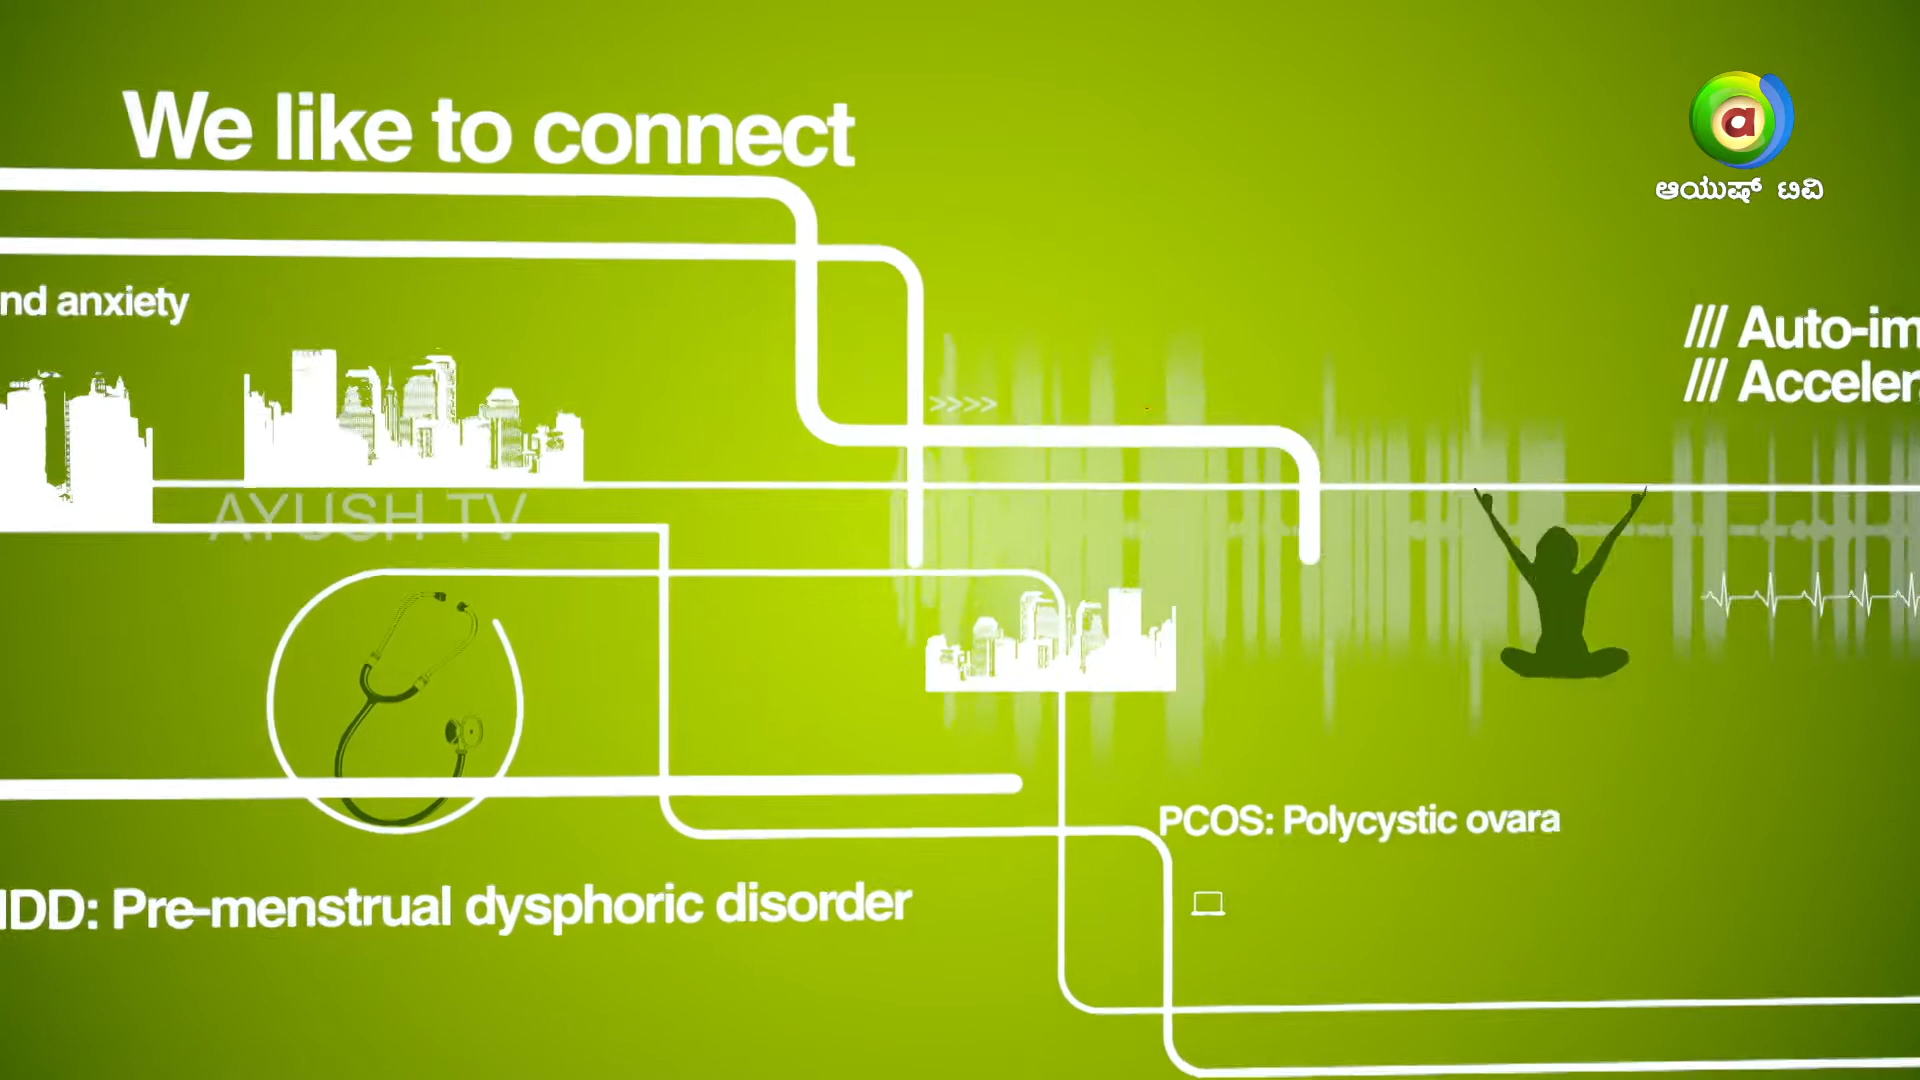 We like to connect
ಆಯುಷ್ ಟಿವಿ
nd anxiety
/// Auto-im
/// Acceler
>>>>
AYUSH TV
PCOS: Polycystic ovara
DD: Pre-menstrual dysphoric disorder